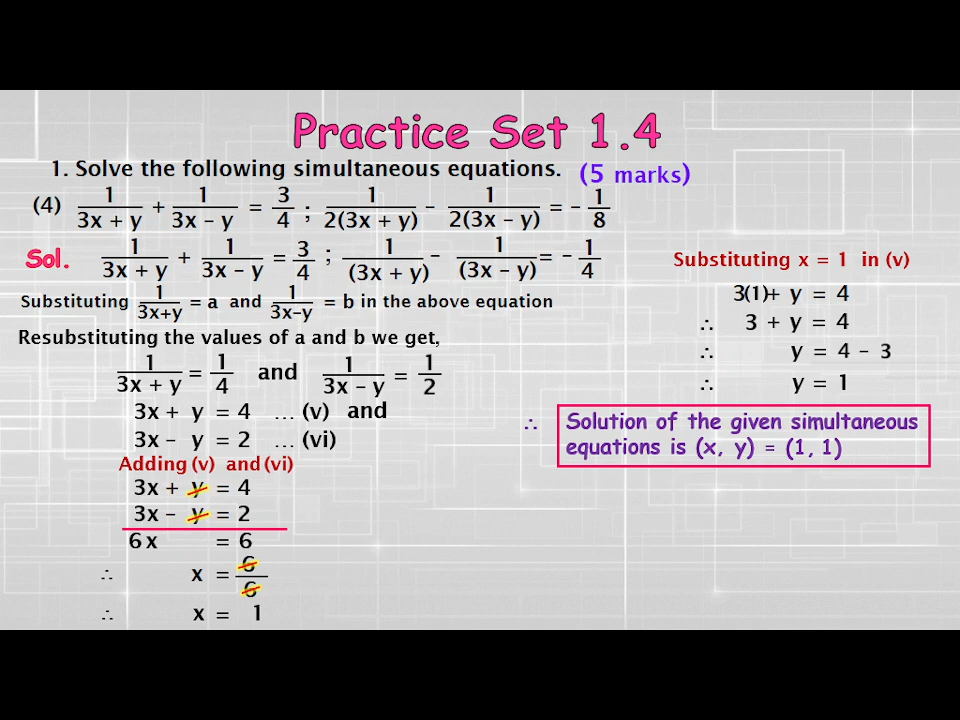 Practice Set 1.4
1. Solve the following simultaneous equations. (5 marks)
(4) 1/(3x + y) + 1/(3x – y) = 3/4 ; 1/2(3x + y) – 1/2(3x – y) = – 1/8
Sol. 1/(3x + y) + 1/(3x – y) = 3/4 ; 1/(3x + y) – 1/(3x – y) = – 1/4
Substituting 1/(3x+y) = a and 1/(3x–y) = b in the above equation
Resubstituting the values of a and b we get,
1/(3x + y) = 1/4 and 1/(3x – y) = 1/2
3x + y = 4 ... (v) and
3x – y = 2 ... (vi)
Adding (v) and (vi)
3x + y = 4
3x – y = 2
6x = 6
∴ x = 6/6
∴ x = 1
Substituting x = 1 in (v)
3(1)+ y = 4
∴ 3 + y = 4
∴ y = 4 – 3
∴ y = 1
∴ Solution of the given simultaneous
equations is (x, y) = (1, 1)